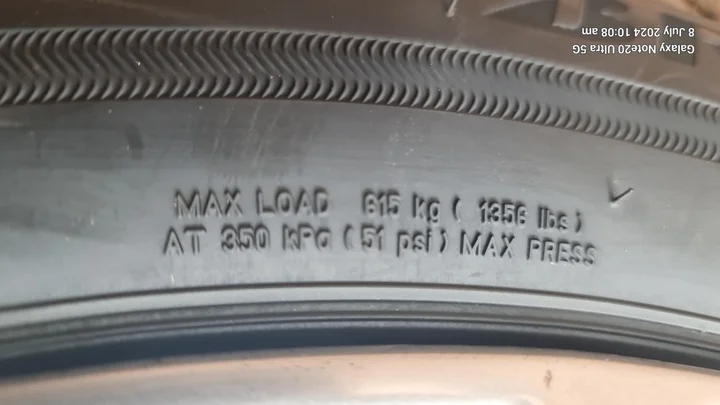 MAX LOAD 615 kg ( 1356 lbs )
AT 350 kPa ( 51 psi ) MAX PRESS
Galaxy Note20 Ultra 5G
8 July 2024 10:08 am